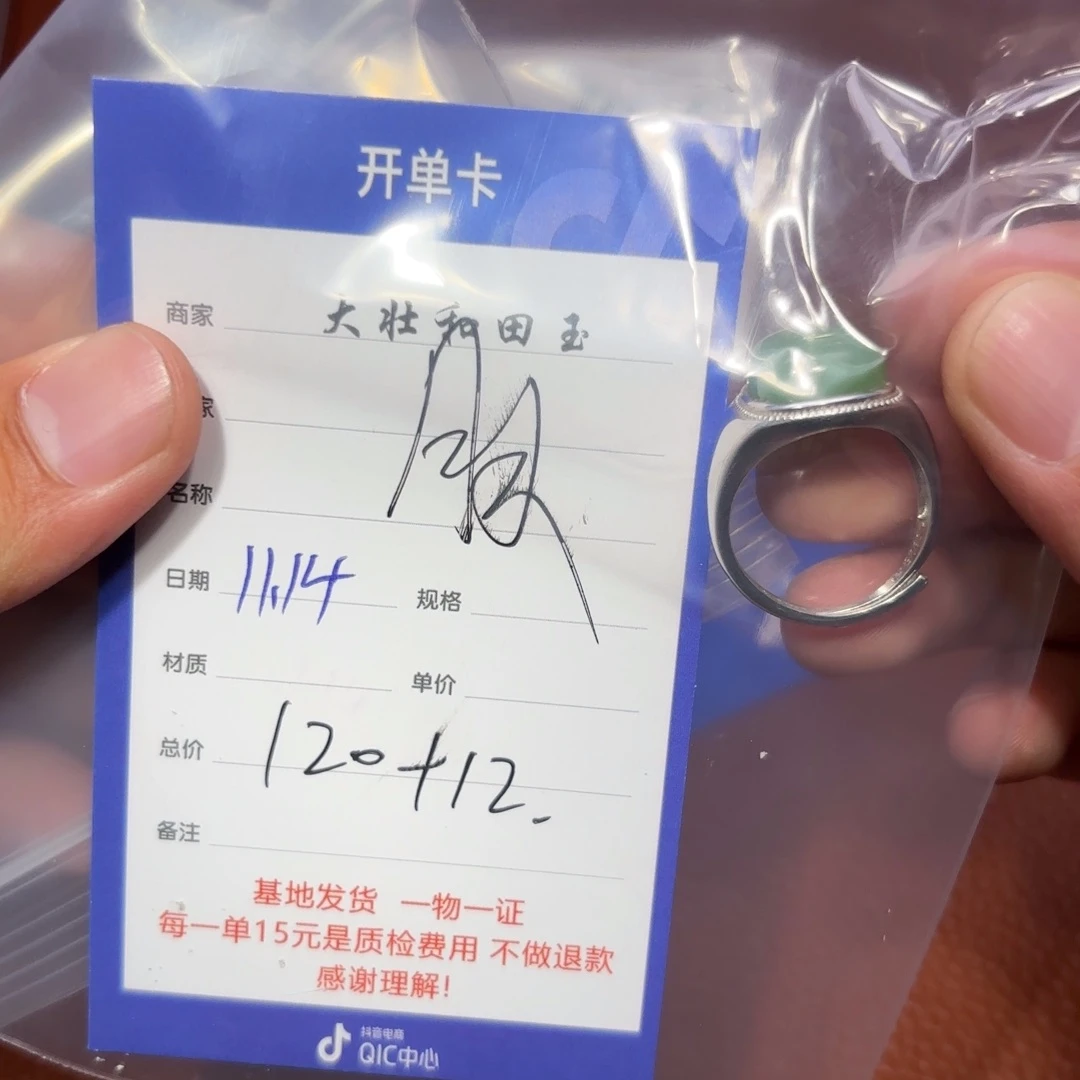 开单卡
商家 大壮和田玉
家
名称
日期 11.14 规格
材质 单价
总价 120+12.
备注
基地发货 一物一证
每一单15元是质检费用 不做退款
感谢理解!
抖音电商
QIC中心